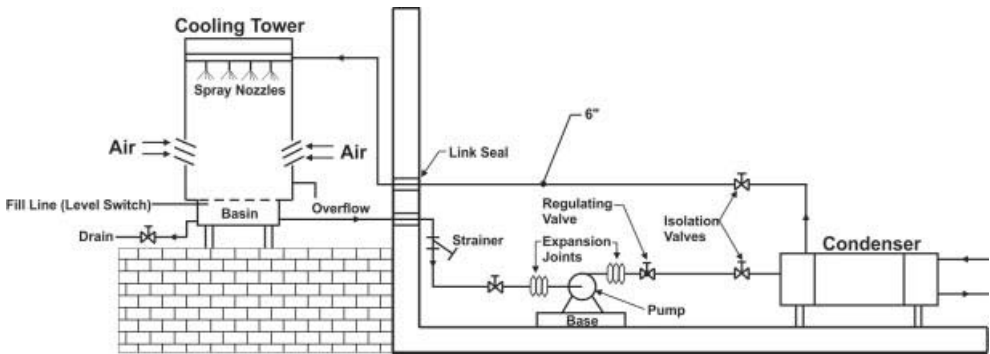 Cooling Tower
Spray Nozzles
6"
Air
Air
Link Seal
Fill Line (Level Switch)
Basin
Overflow
Drain
Strainer
Regulating
Valve
Expansion
Joints
Isolation
Valves
Condenser
Pump
Base